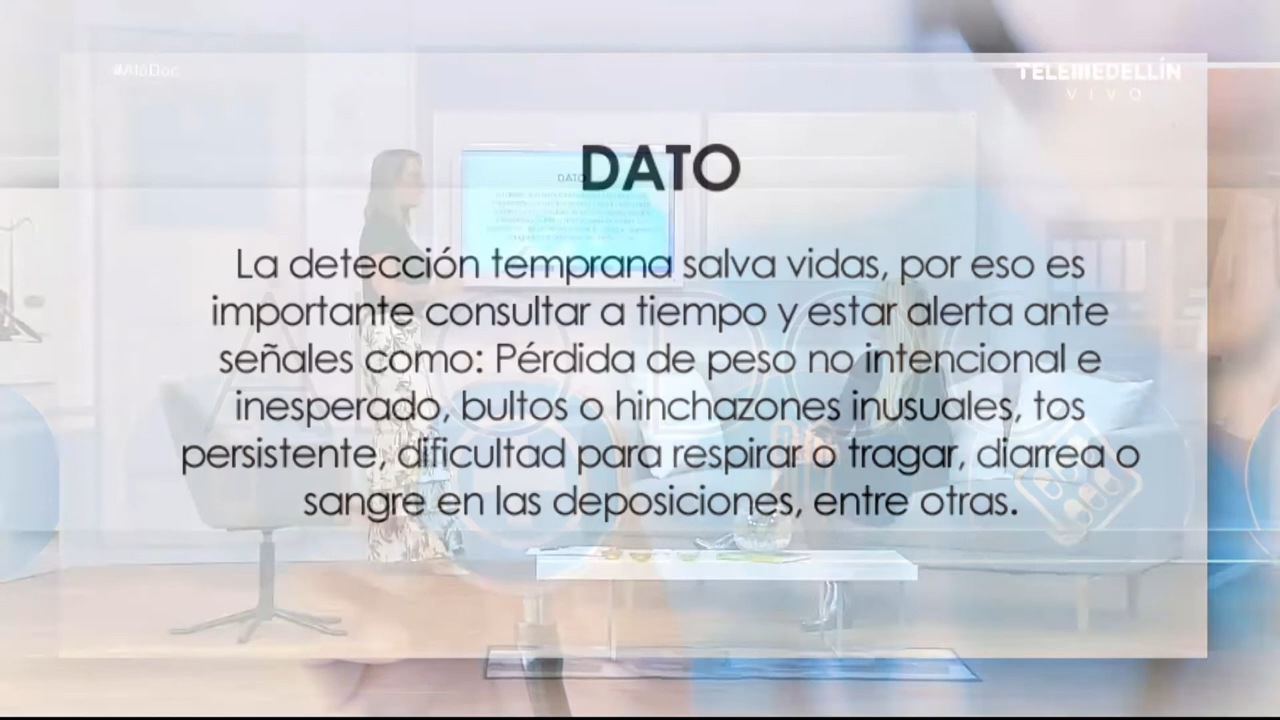 #AlóDoc
TELEMEDELLÍN
VIVO
DATO
DATO
La detección temprana salva vidas, por eso es
importante consultar a tiempo y estar alerta ante
señales como: Pérdida de peso no intencional e
inesperado, bultos o hinchazones inusuales, tos
persistente, dificultad para respirar o tragar, diarrea o
sangre en las deposiciones, entre otras.